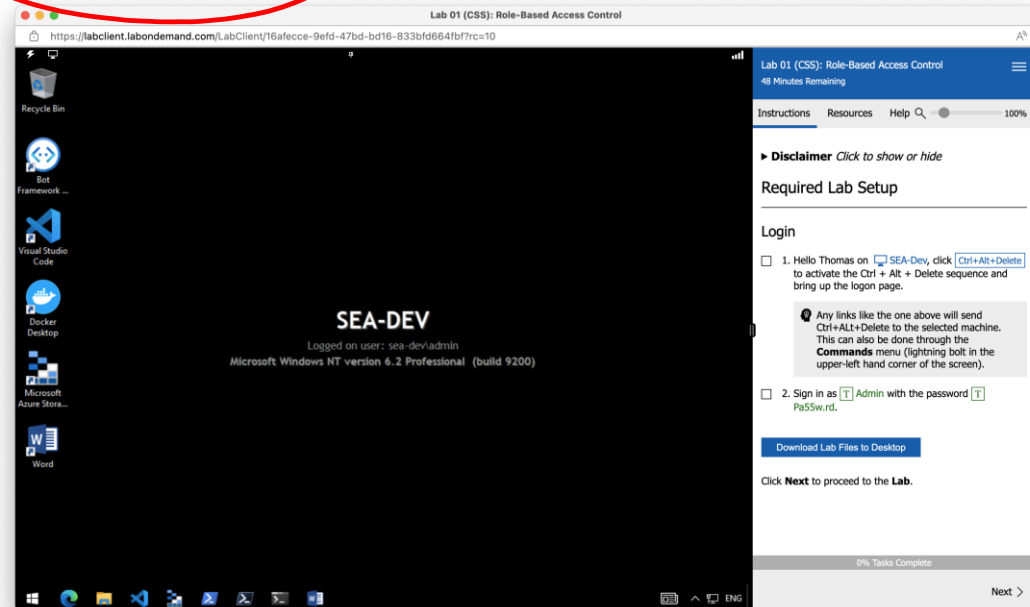 Lab 01 (CSS): Role-Based Access Control
https://labclient.labondemand.com/LabClient/16afecce-9efd-47bd-bd16-833bfd664fbf?rc=10
Recycle Bin
Bot
Framework ...
Visual Studio
Code
Docker
Desktop
Microsoft
Azure Stora...
Word
SEA-DEV
Logged on user: sea-dev\admin
Microsoft Windows NT version 6.2 Professional (build 9200)
ENG
Lab 01 (CSS): Role-Based Access Control
48 Minutes Remaining
Instructions Resources Help 100%
Disclaimer Click to show or hide
Required Lab Setup
Login
1. Hello Thomas on SEA-Dev, click Ctrl+Alt+Delete
to activate the Ctrl + Alt + Delete sequence and
bring up the logon page.
Any links like the one above will send
Ctrl+ALt+Delete to the selected machine.
This can also be done through the
Commands menu (lightning bolt in the
upper-left hand corner of the screen).
2. Sign in as T Admin with the password T
Pa55w.rd.
Download Lab Files to Desktop
Click Next to proceed to the Lab.
0% Tasks Complete
Next >